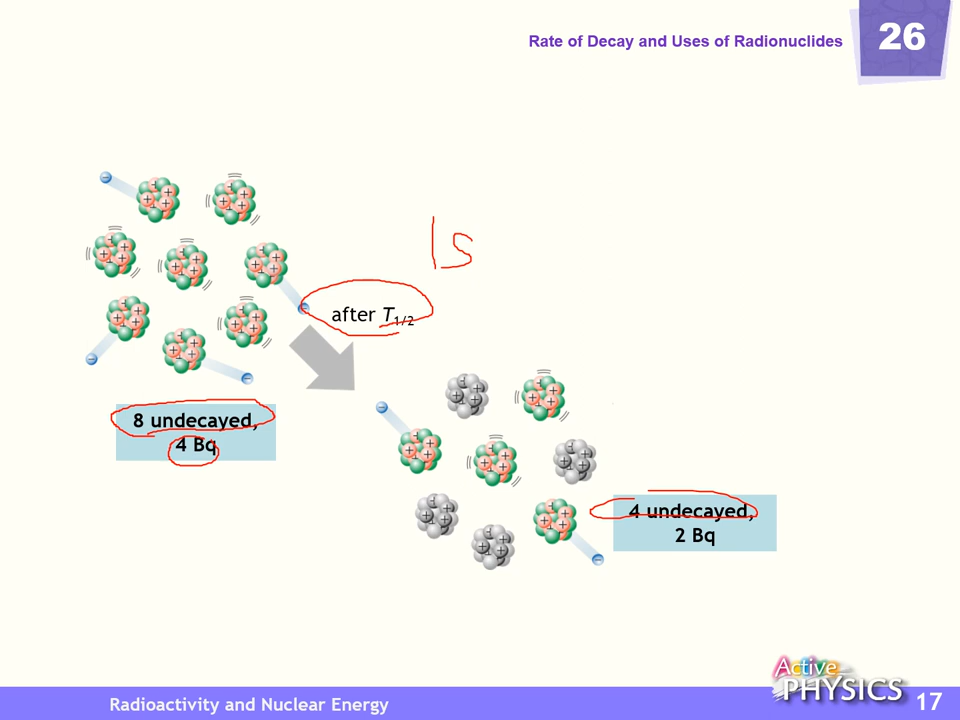 Rate of Decay and Uses of Radionuclides
26
1s
after T1/2
8 undecayed,
4 Bq
4 undecayed,
2 Bq
Active
PHYSICS
Radioactivity and Nuclear Energy
17